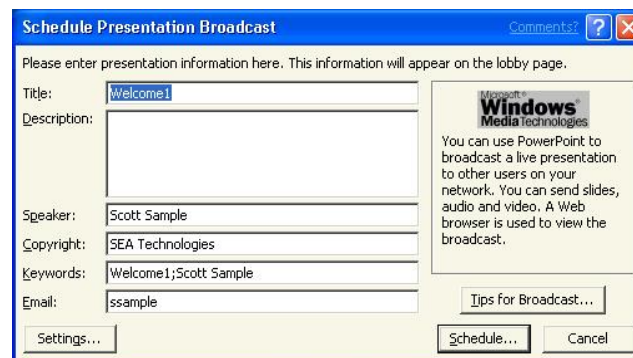 Schedule Presentation Broadcast
Comments?
Please enter presentation information here. This information will appear on the lobby page.
Title:
Welcome1
Description:
Speaker:
Scott Sample
Copyright:
SEA Technologies
Keywords:
Welcome1;Scott Sample
Email:
ssample
Microsoft®
Windows®
Media Technologies
You can use PowerPoint to
broadcast a live presentation
to other users on your
network. You can send slides,
audio and video. A Web
browser is used to view the
broadcast.
Tips for Broadcast...
Settings...
Schedule...
Cancel